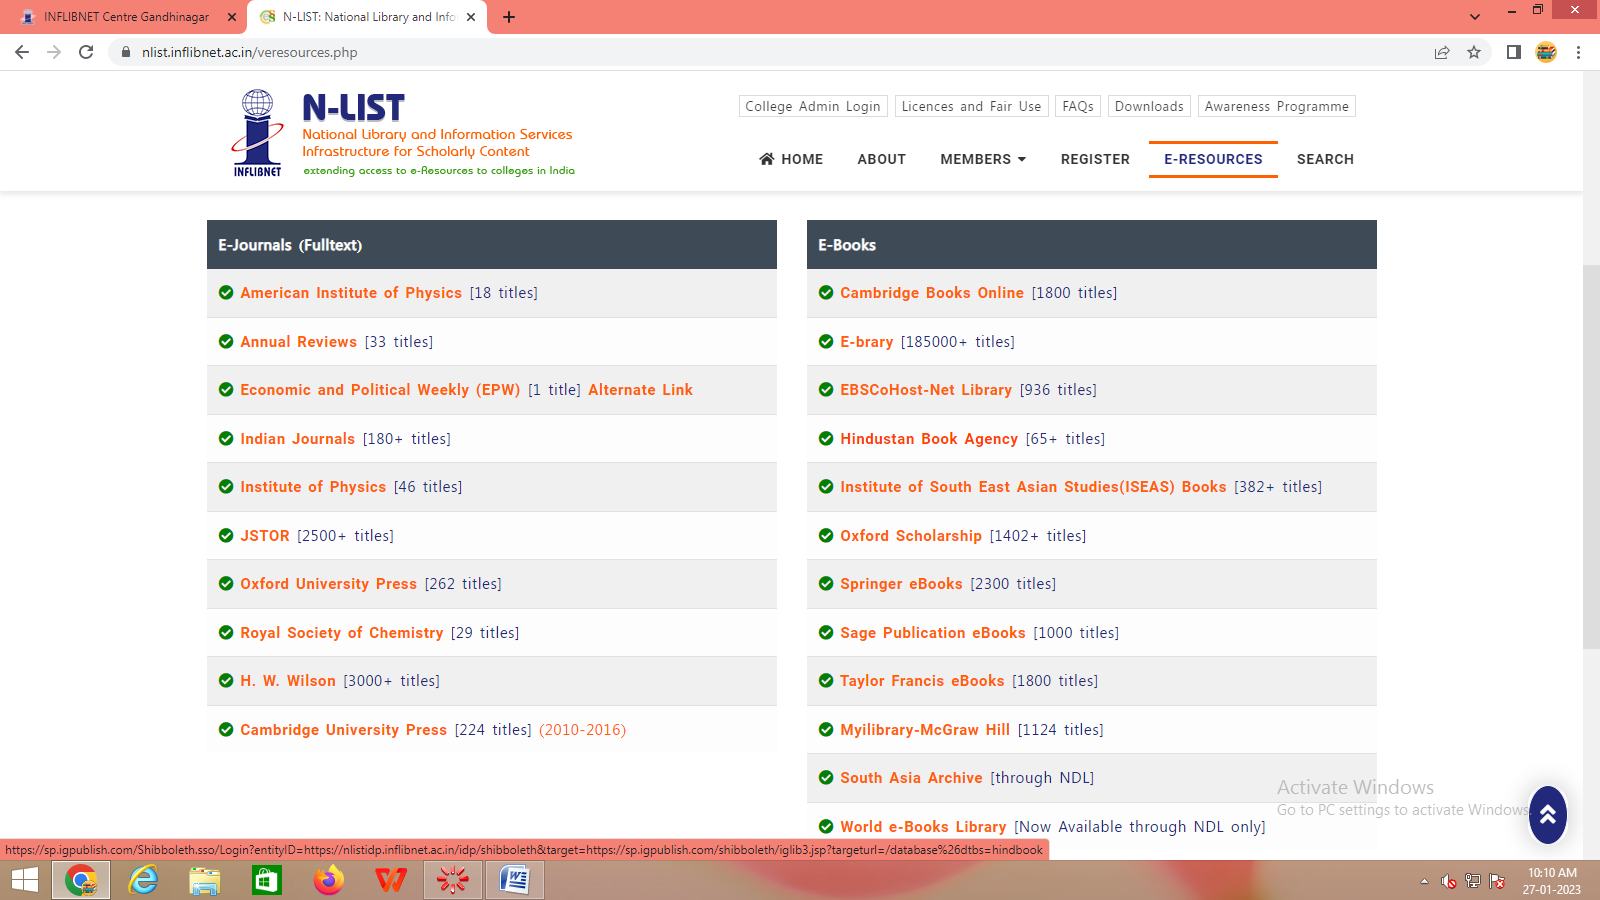 INFLIBNET Centre Gandhinagar
N-LIST: National Library and Info
nlist.inflibnet.ac.in/veresources.php
INFLIBNET
N-LIST
National Library and Information Services
Infrastructure for Scholarly Content
extending access to e-Resources to colleges in India
College Admin Login
Licences and Fair Use
FAQs
Downloads
Awareness Programme
HOME
ABOUT
MEMBERS
REGISTER
E-RESOURCES
SEARCH
E-Journals (Fulltext)
American Institute of Physics [18 titles]
Annual Reviews [33 titles]
Economic and Political Weekly (EPW) [1 title] Alternate Link
Indian Journals [180+ titles]
Institute of Physics [46 titles]
JSTOR [2500+ titles]
Oxford University Press [262 titles]
Royal Society of Chemistry [29 titles]
H. W. Wilson [3000+ titles]
Cambridge University Press [224 titles] (2010-2016)
E-Books
Cambridge Books Online [1800 titles]
E-brary [185000+ titles]
EBSCoHost-Net Library [936 titles]
Hindustan Book Agency [65+ titles]
Institute of South East Asian Studies(ISEAS) Books [382+ titles]
Oxford Scholarship [1402+ titles]
Springer eBooks [2300 titles]
Sage Publication eBooks [1000 titles]
Taylor Francis eBooks [1800 titles]
Myilibrary-McGraw Hill [1124 titles]
South Asia Archive [through NDL]
World e-Books Library [Now Available through NDL only]
Activate Windows
Go to PC settings to activate Windows.
https://sp.igpublish.com/Shibboleth.sso/Login?entityID=https://nlistidp.inflibnet.ac.in/idp/shibboleth&target=https://sp.igpublish.com/shibboleth/iglib3.jsp?targeturl=/database%26dtbs=hindbook
10:10 AM
27-01-2023